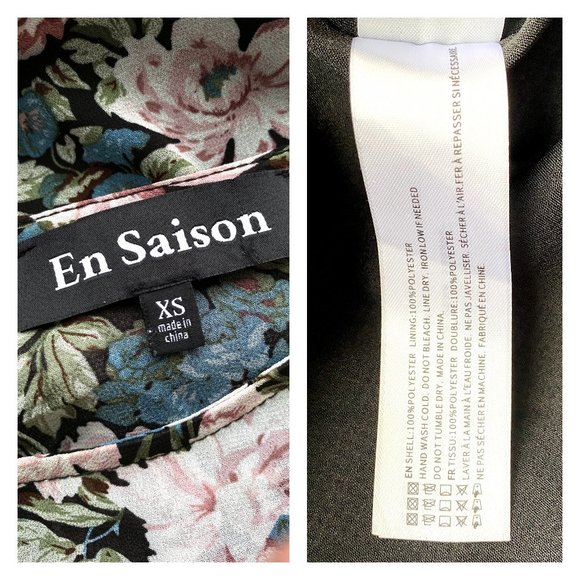 En Saison
XS
made in
china
EN SHELL:100%POLYESTER LINING:100%POLYESTER
HAND WASH COLD. DO NOT BLEACH. LINE DRY. IRON LOW IF NEEDED
DO NOT TUMBLE DRY. MADE IN CHINA.
FR TISSU:100%POLYESTER DOUBLURE:100%POLYESTER
LAVER À LA MAIN À L'EAU FROIDE. NE PAS JAVELLISER. SÉCHER À L'AIR.FER À REPASSER SI NÉCESSAIRE
NE PAS SÉCHER EN MACHINE. FABRIQUÉ EN CHINE